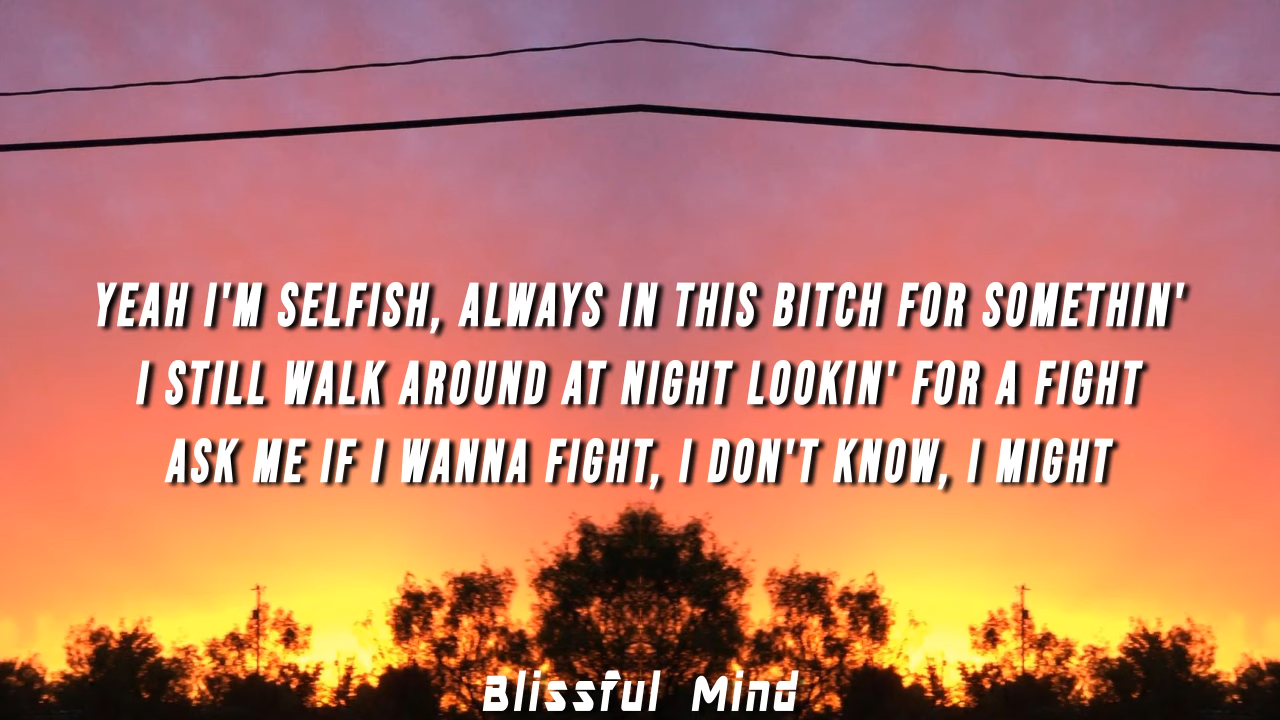 YEAH I'M SELFISH, ALWAYS IN THIS BITCH FOR SOMETHIN'
I STILL WALK AROUND AT NIGHT LOOKIN' FOR A FIGHT
ASK ME IF I WANNA FIGHT, I DON'T KNOW, I MIGHT
Blissful Mind